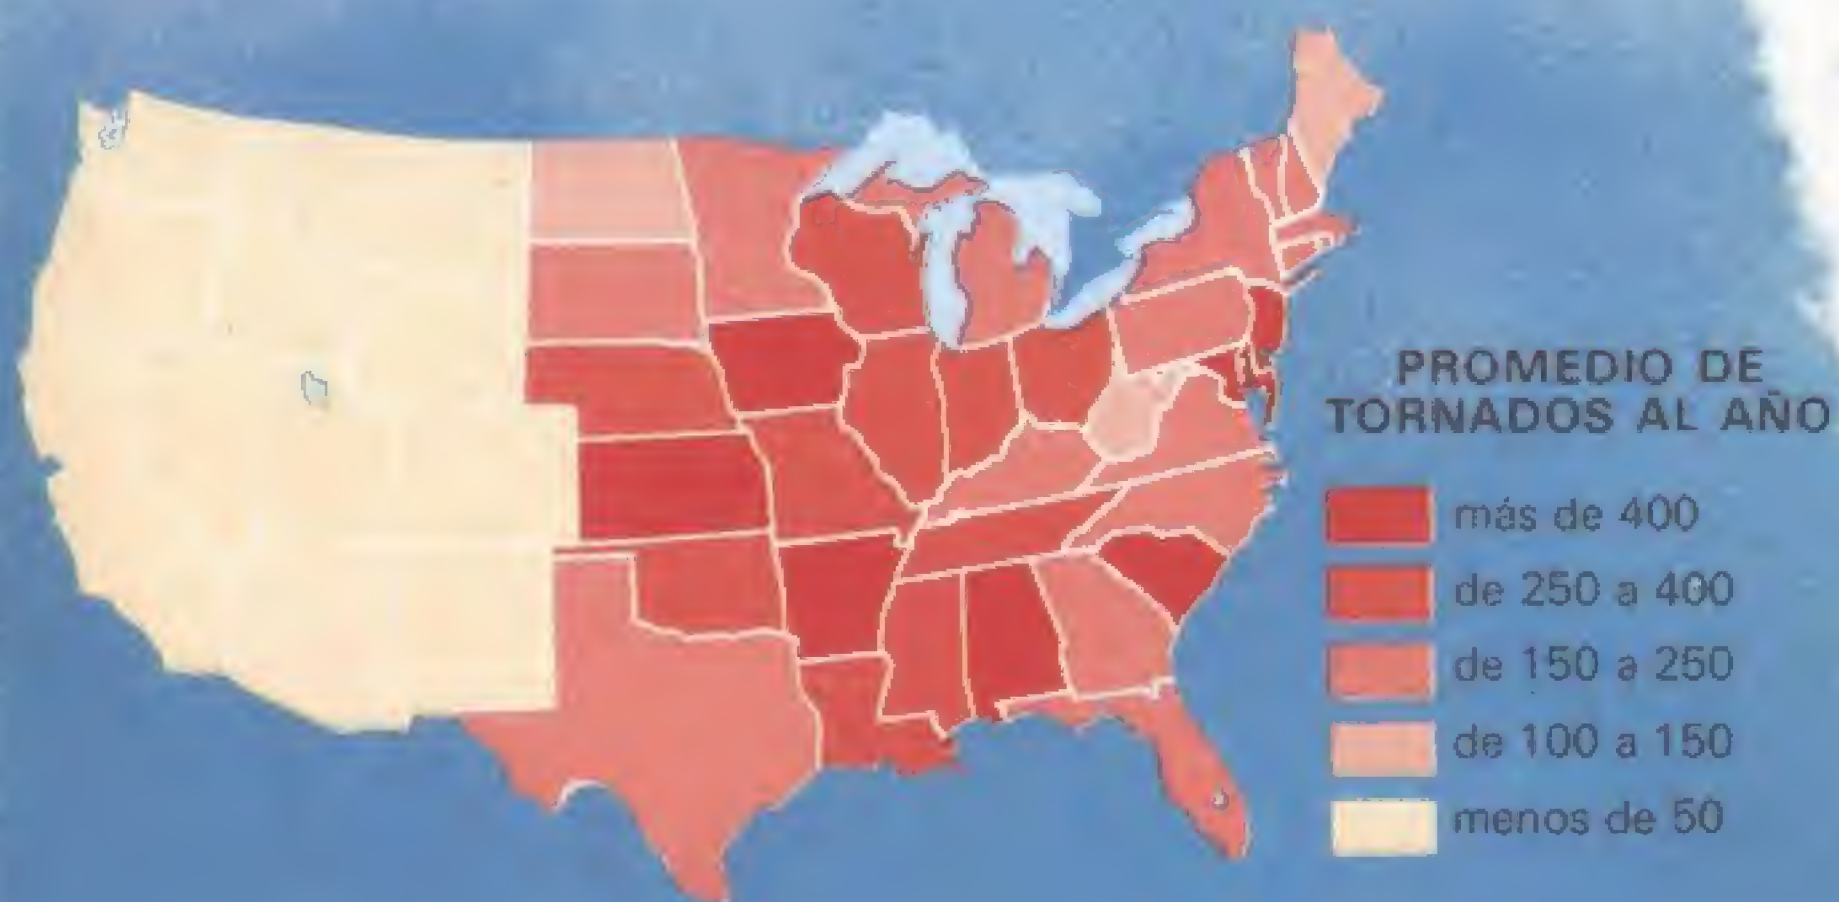 PROMEDIO DE
TORNADOS AL AÑO
más de 400
de 250 a 400
de 150 a 250
de 100 a 150
menos de 50